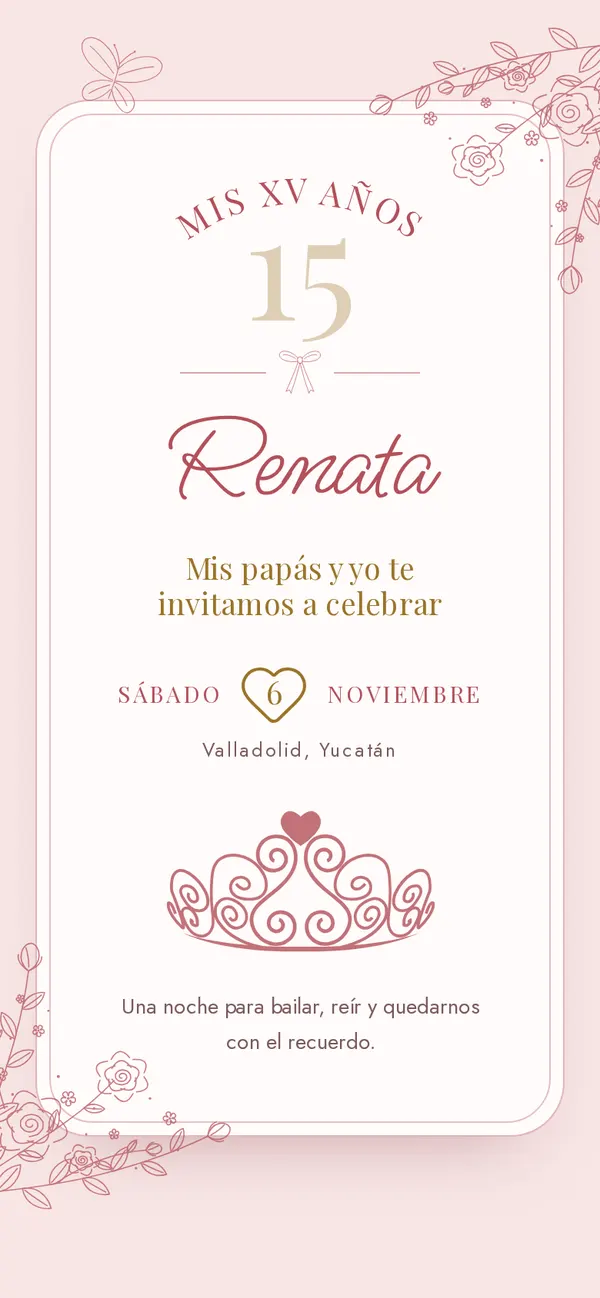 MIS XV AÑOS
15
Renata
Mis papás y yo te
invitamos a celebrar
SÁBADO 6 NOVIEMBRE
Valladolid, Yucatán
Una noche para bailar, reír y quedarnos
con el recuerdo.